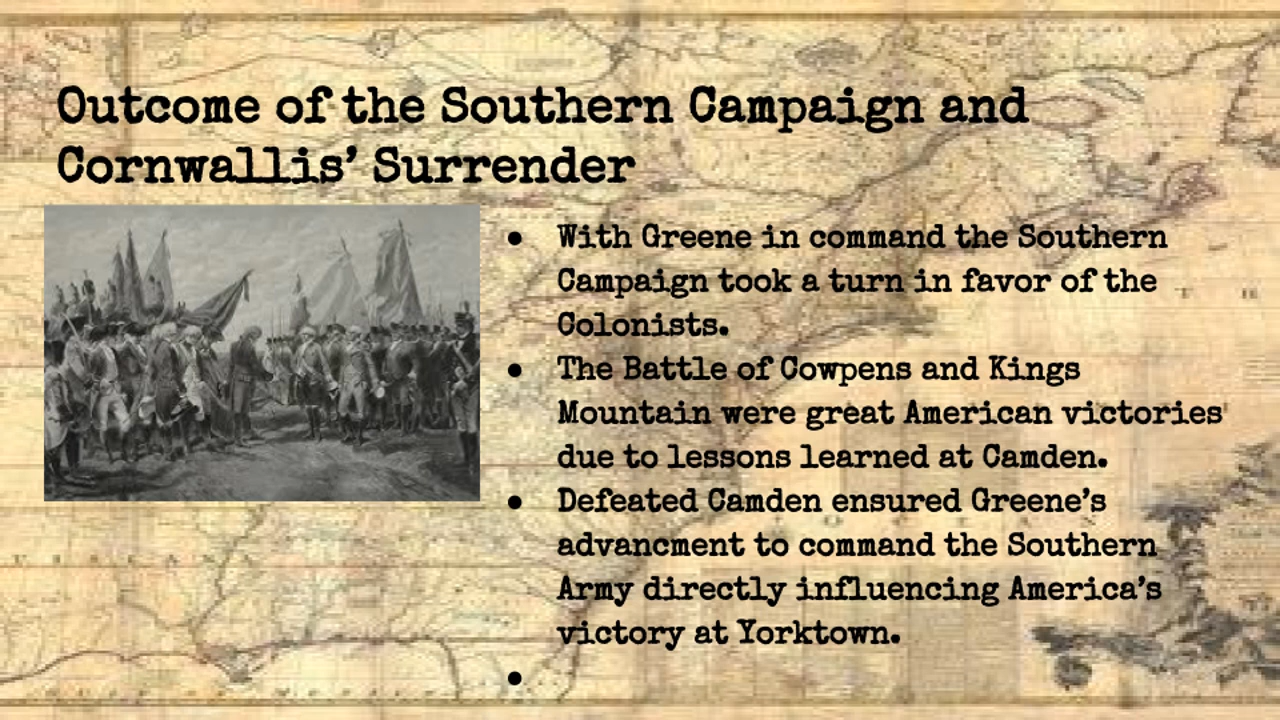 Outcome of the Southern Campaign and
Cornwallis’ Surrender
● With Greene in command the Southern
Campaign took a turn in favor of the
Colonists.
● The Battle of Cowpens and Kings
Mountain were great American victories
due to lessons learned at Camden.
● Defeated Camden ensured Greene’s
advancment to command the Southern
Army directly influencing America’s
victory at Yorktown.
●